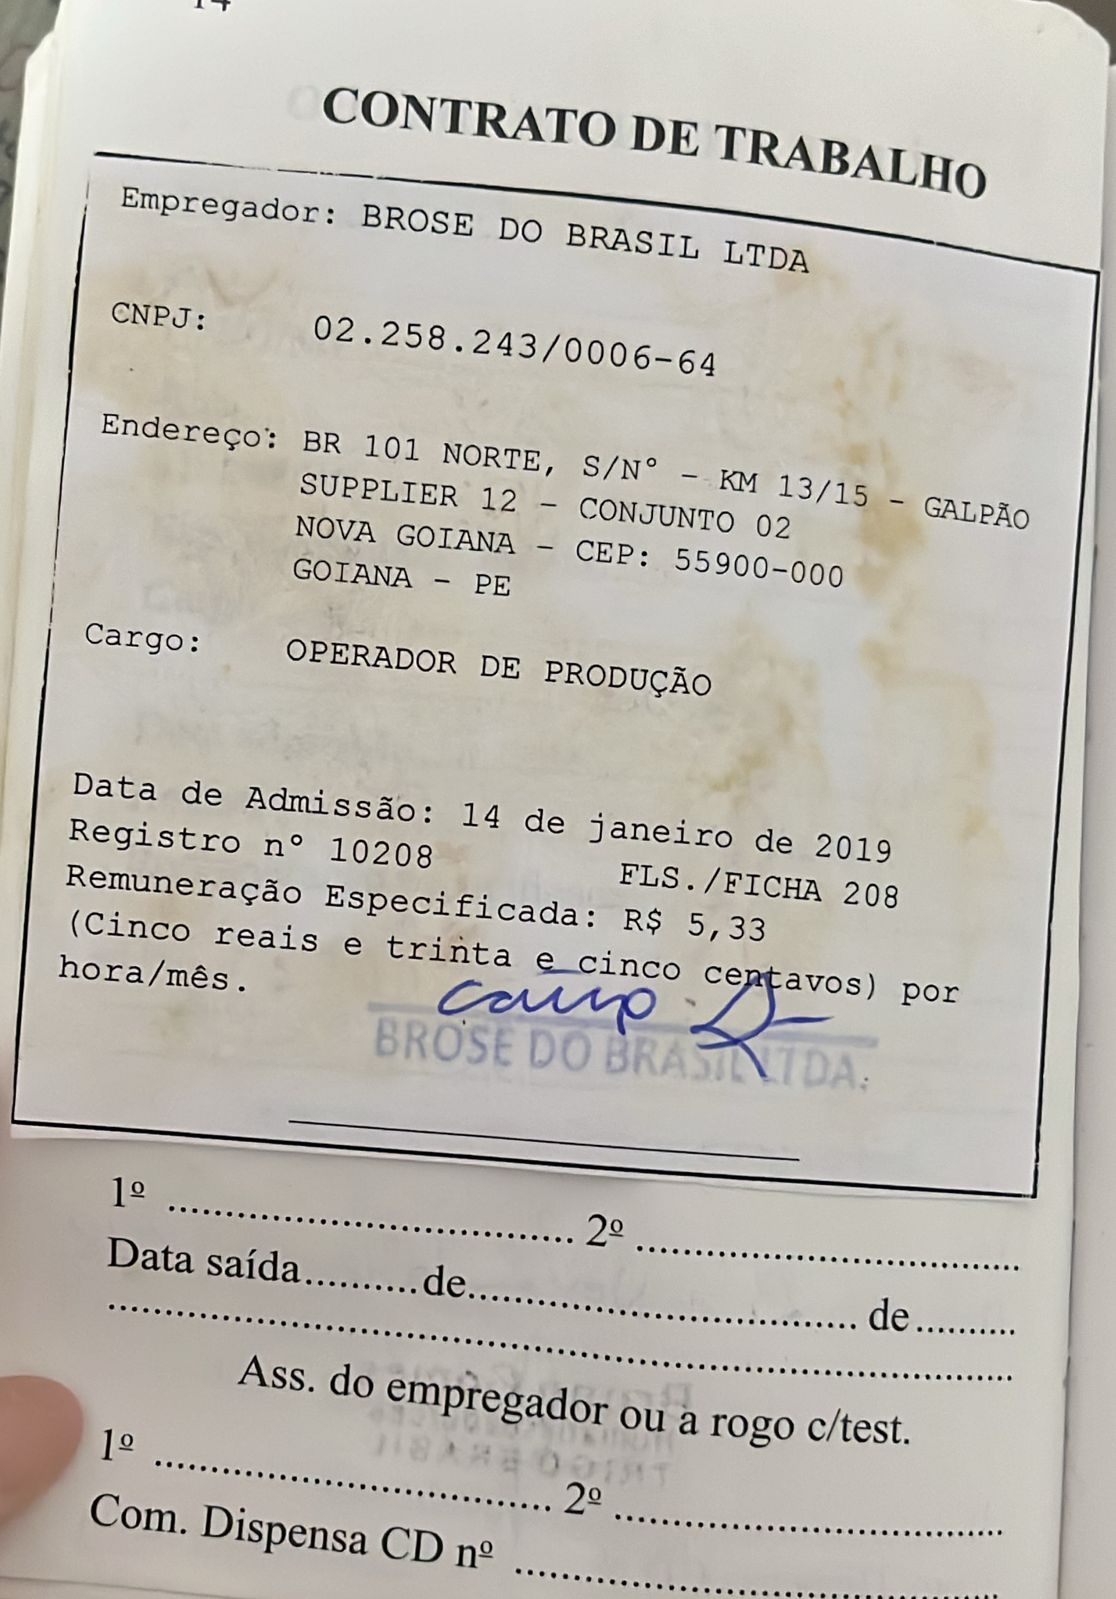 14
CONTRATO DE TRABALHO
Empregador: BROSE DO BRASIL LTDA
CNPJ: 02.258.243/0006-64
Endereço: BR 101 NORTE, S/N° - KM 13/15 - GALPÃO
SUPPLIER 12 - CONJUNTO 02
NOVA GOIANA - CEP: 55900-000
GOIANA - PE
Cargo: OPERADOR DE PRODUÇÃO
Data de Admissão: 14 de janeiro de 2019
Registro n° 10208 FLS./FICHA 208
Remuneração Especificada: R$ 5,33
(Cinco reais e trinta e cinco centavos) por
hora/mês.
BROSE DO BRASIL LTDA.
1º .................................. 2º ................................
Data saída..........de.................................. de..........
..............................................................................
Ass. do empregador ou a rogo c/test.
1º .................................. 2º ................................
Com. Dispensa CD nº ..........................................